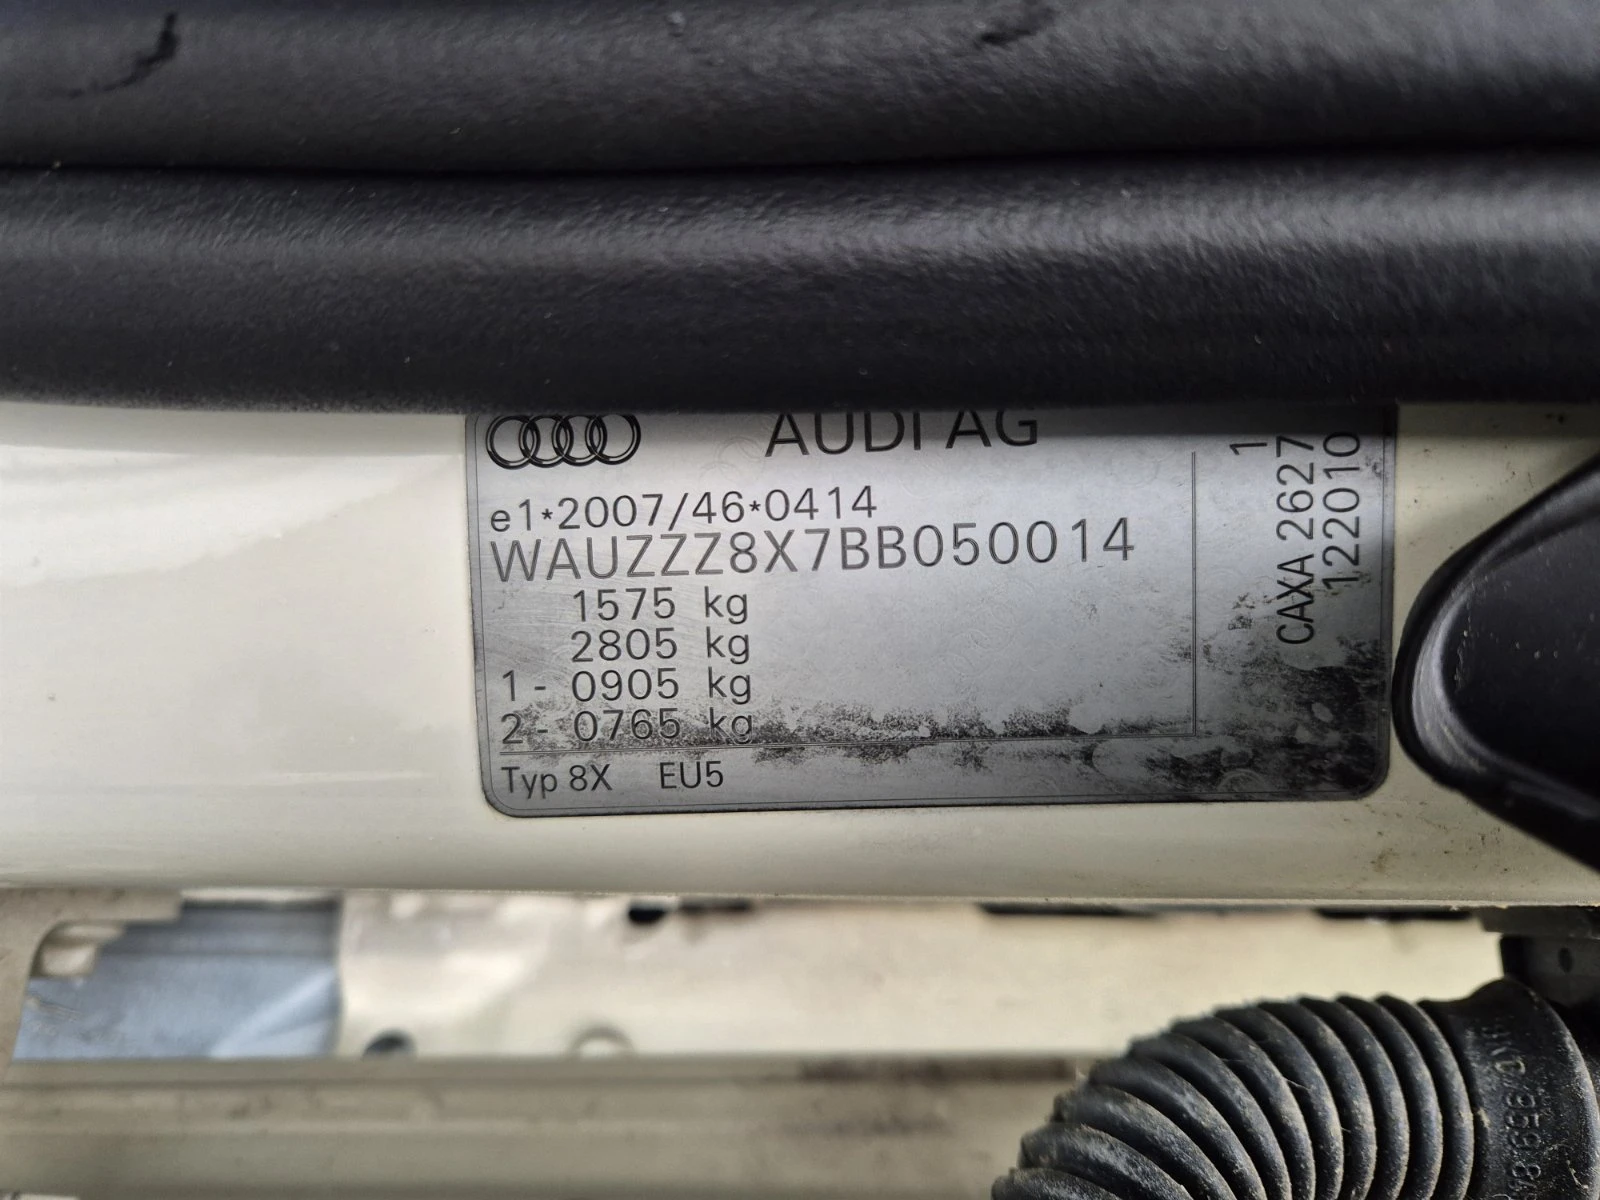 AUDI AG
e1*2007/46*0414
WAUZZZ8X7BB050014
1575 kg
2805 kg
1- 0905 kg
2- 0765 kg
Typ 8X EU5
1
CAXA 2627
122010